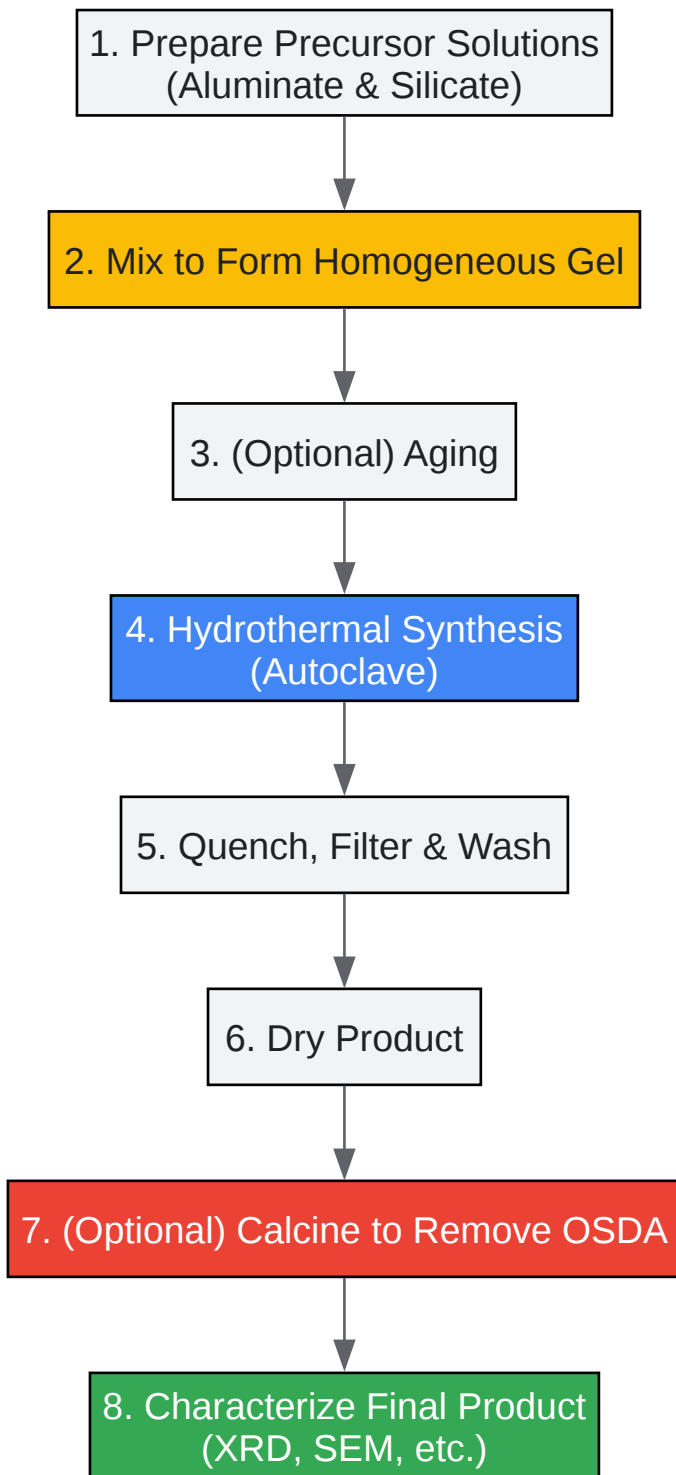 1. Prepare Precursor Solutions
(Aluminate & Silicate)
2. Mix to Form Homogeneous Gel
3. (Optional) Aging
4. Hydrothermal Synthesis
(Autoclave)
5. Quench, Filter & Wash
6. Dry Product
7. (Optional) Calcine to Remove OSDA
8. Characterize Final Product
(XRD, SEM, etc.)